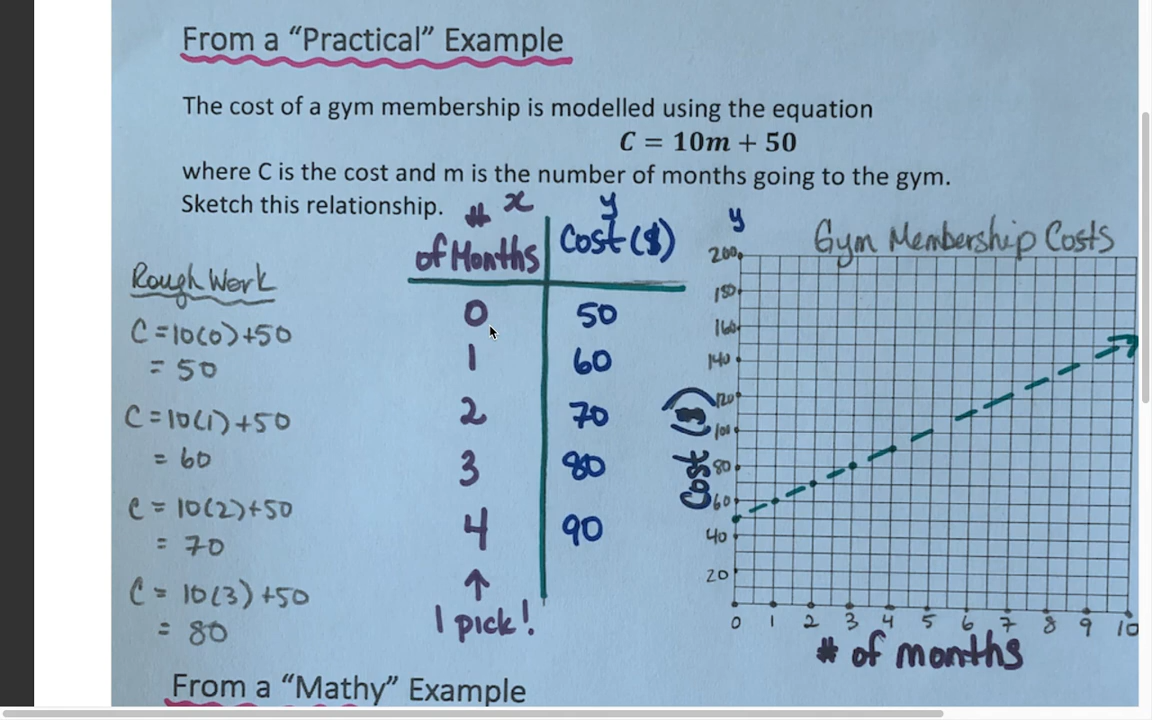 From a “Practical” Example
The cost of a gym membership is modelled using the equation
C = 10m + 50
where C is the cost and m is the number of months going to the gym.
Sketch this relationship.
Rough Work
C = 10(0) + 50
= 50
C = 10(1) + 50
= 60
C = 10(2) + 50
= 70
C = 10(3) + 50
= 80
# x y
of Months Cost ($)
0 50
1 60
2 70
3 80
4 90
↑
I pick!
y
Gym Membership Costs
200
180
160
140
120
100
80
60
40
20
Cost ($)
0 1 2 3 4 5 6 7 8 9 10
# of months
From a “Mathy” Example